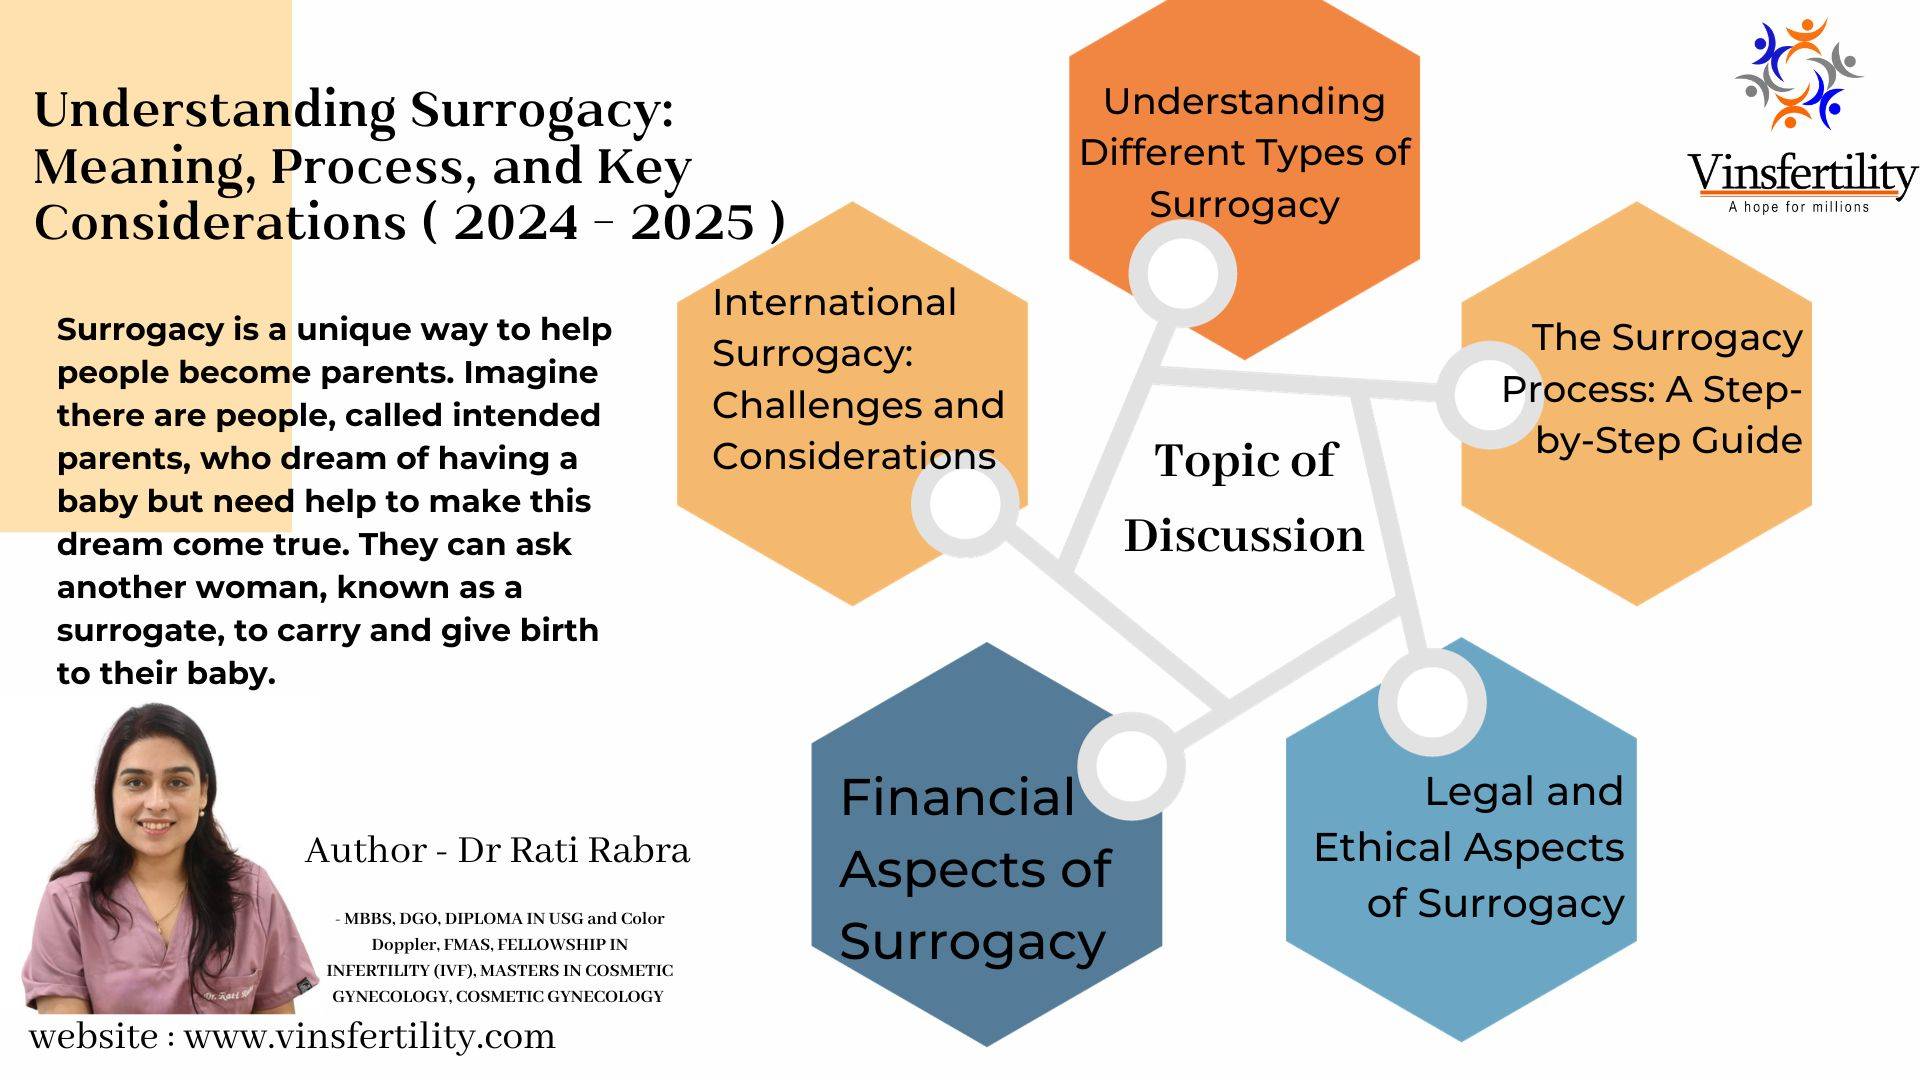 Understanding Surrogacy:
Meaning, Process, and Key
Considerations ( 2024 - 2025 )
Surrogacy is a unique way to help
people become parents. Imagine
there are people, called intended
parents, who dream of having a
baby but need help to make this
dream come true. They can ask
another woman, known as a
surrogate, to carry and give birth
to their baby.
Author - Dr Rati Rabra
- MBBS, DGO, DIPLOMA IN USG and Color
Doppler, FMAS, FELLOWSHIP IN
INFERTILITY (IVF), MASTERS IN COSMETIC
GYNECOLOGY, COSMETIC GYNECOLOGY
Dr. Rati
website : www.vinsfertility.com
Understanding
Different Types of
Surrogacy
Vinsfertility
A hope for millions
International
Surrogacy:
Challenges and
Considerations
The Surrogacy
Process: A Step-
by-Step Guide
Topic of
Discussion
Financial
Aspects of
Surrogacy
Legal and
Ethical Aspects
of Surrogacy